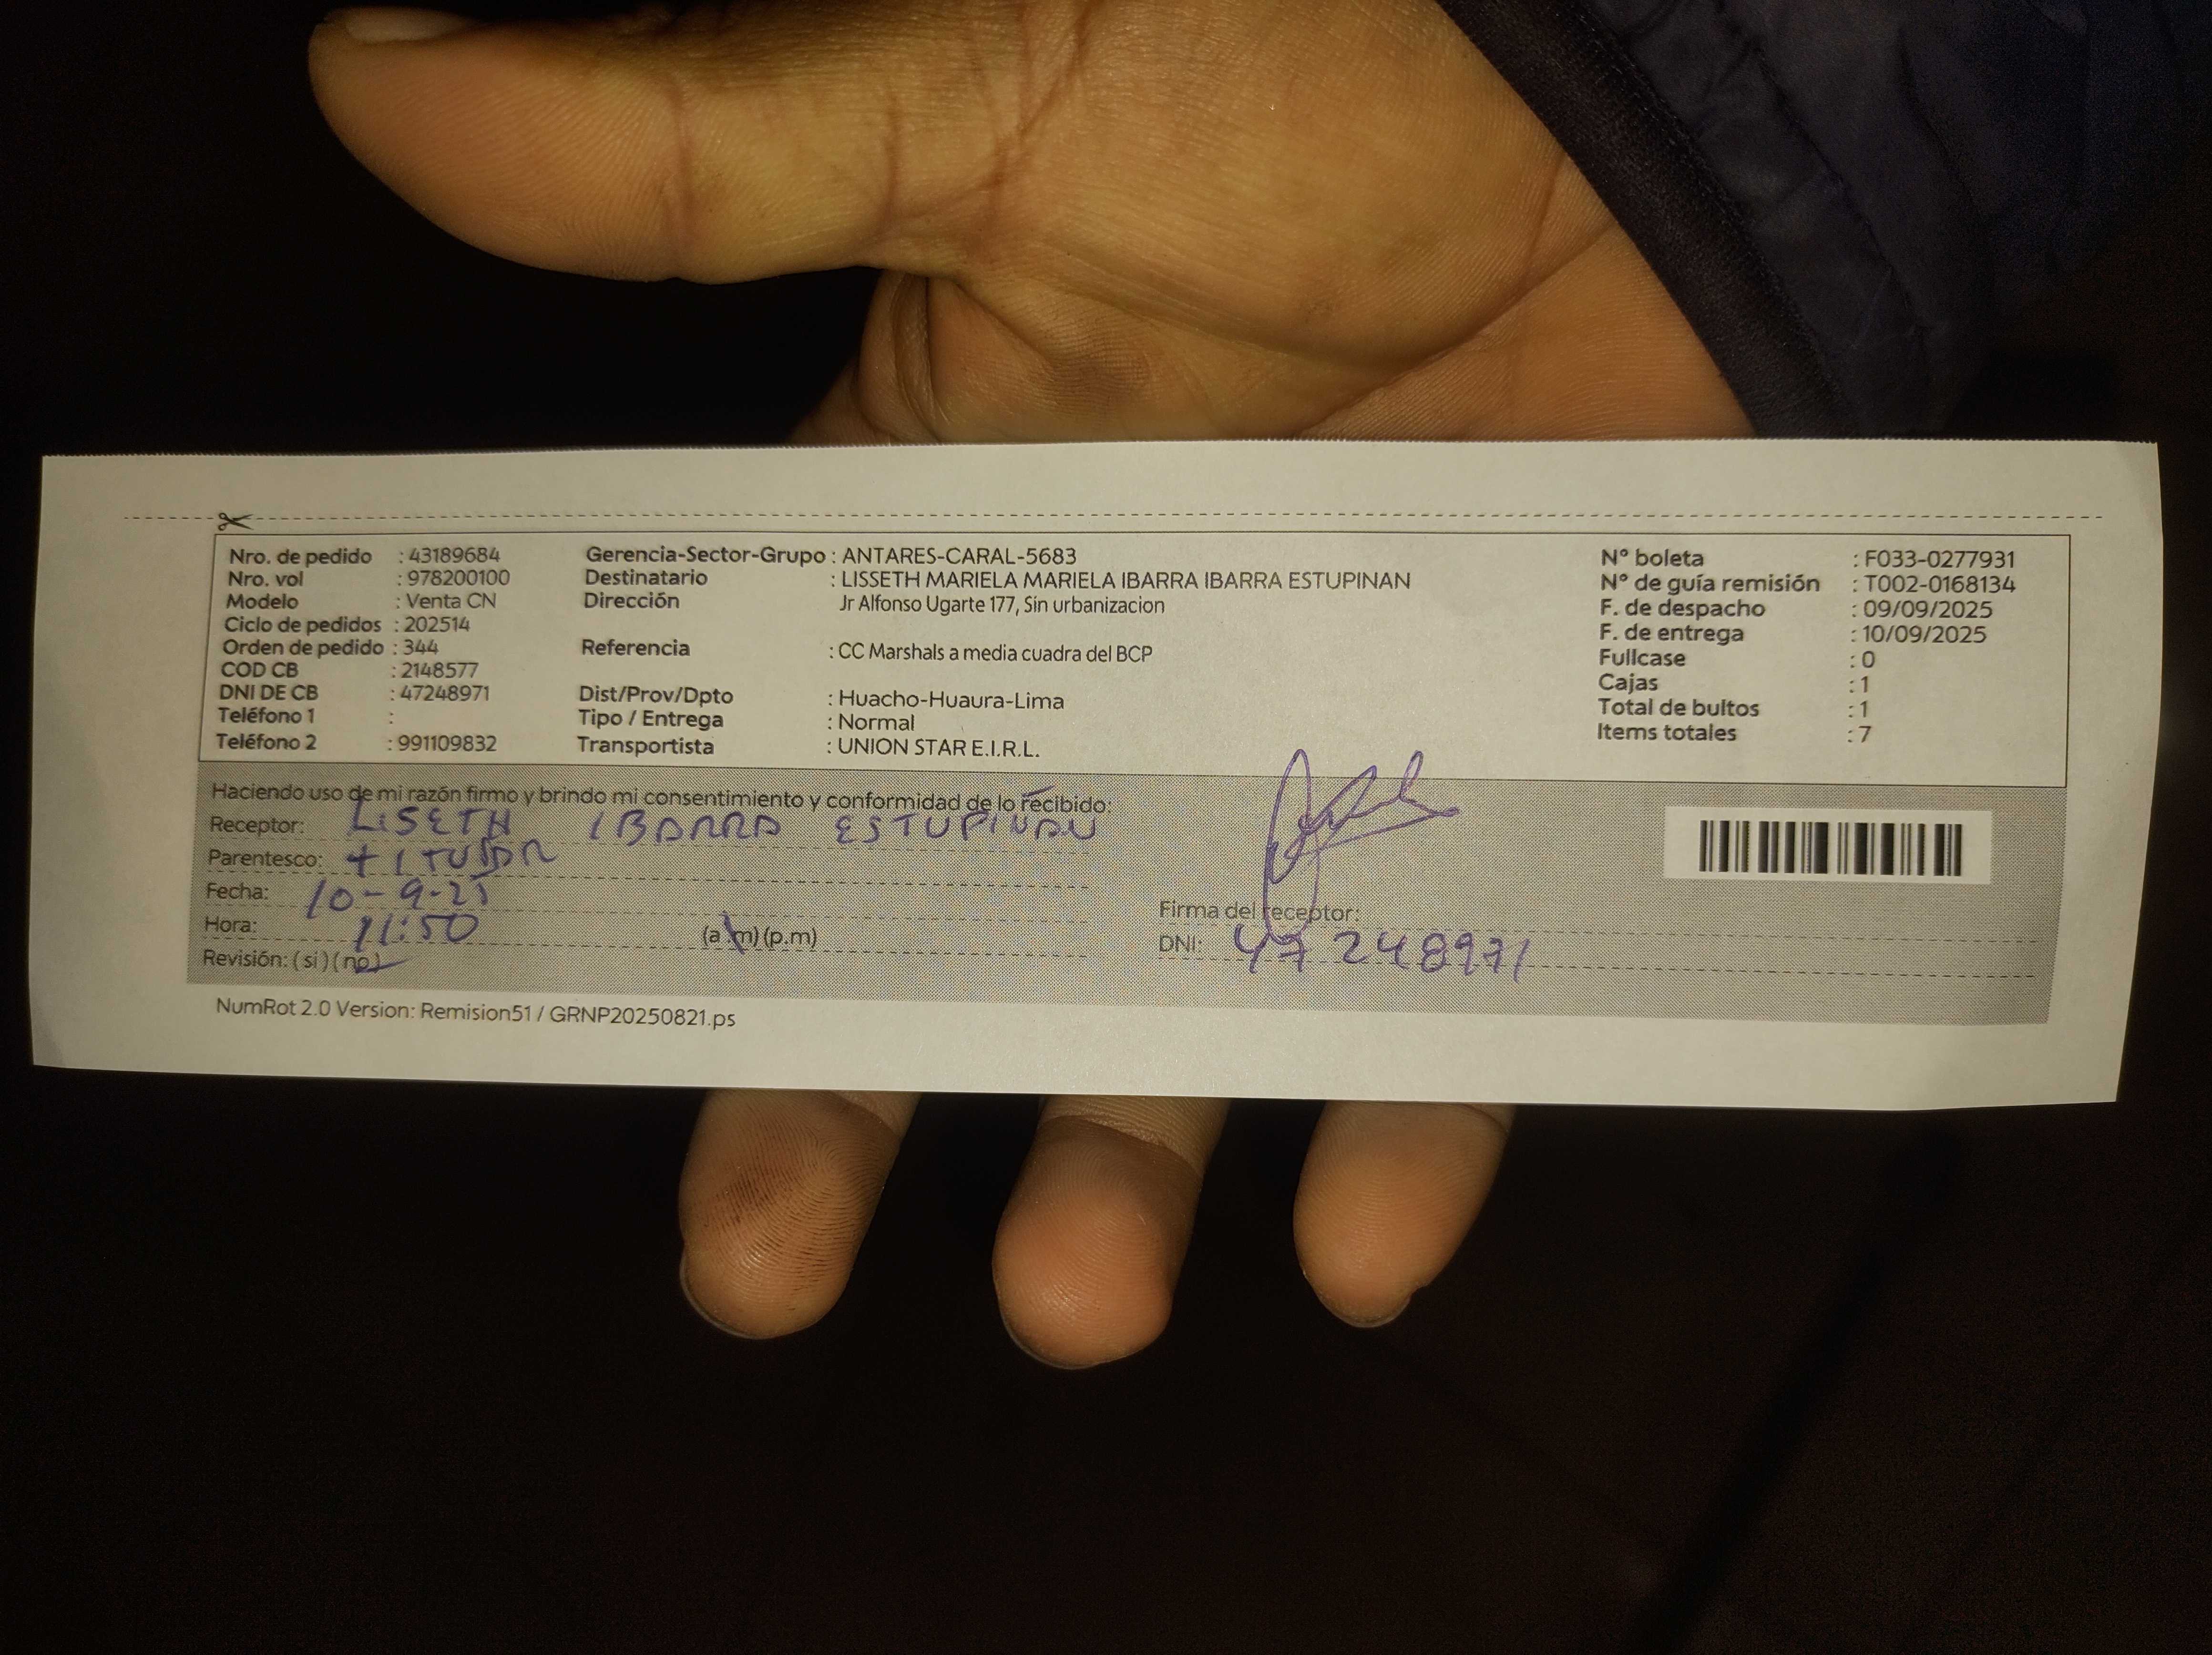 Nro. de pedido : 43189684 Gerencia-Sector-Grupo : ANTARES-CARAL-5683 N° boleta : F033-0277931
Nro. vol : 978200100 Destinatario : LISSETH MARIELA MARIELA IBARRA IBARRA ESTUPINAN N° de guía remisión : T002-0168134
Modelo : Venta CN Dirección Jr Alfonso Ugarte 177, Sin urbanizacion F. de despacho : 09/09/2025
Ciclo de pedidos : 202514 F. de entrega : 10/09/2025
Orden de pedido : 344 Referencia : CC Marshals a media cuadra del BCP Fullcase : 0
COD CB : 2148577 Cajas : 1
DNI DE CB : 47248971 Dist/Prov/Dpto : Huacho-Huaura-Lima Total de bultos : 1
Teléfono 1 : Tipo / Entrega : Normal Items totales : 7
Teléfono 2 : 991109832 Transportista : UNION STAR E.I.R.L.
Haciendo uso de mi razón firmo y brindo mi consentimiento y conformidad de lo recibido:
Receptor: LISETH IBARRA ESTUPIÑAN
Parentesco: TITULAR
Fecha: 10-9-25
Hora: 11:50 (a.m) (p.m) Firma del receptor:
Revisión: (si) (no) DNI: 47248971
NumRot 2.0 Version: Remision51 / GRNP20250821.ps